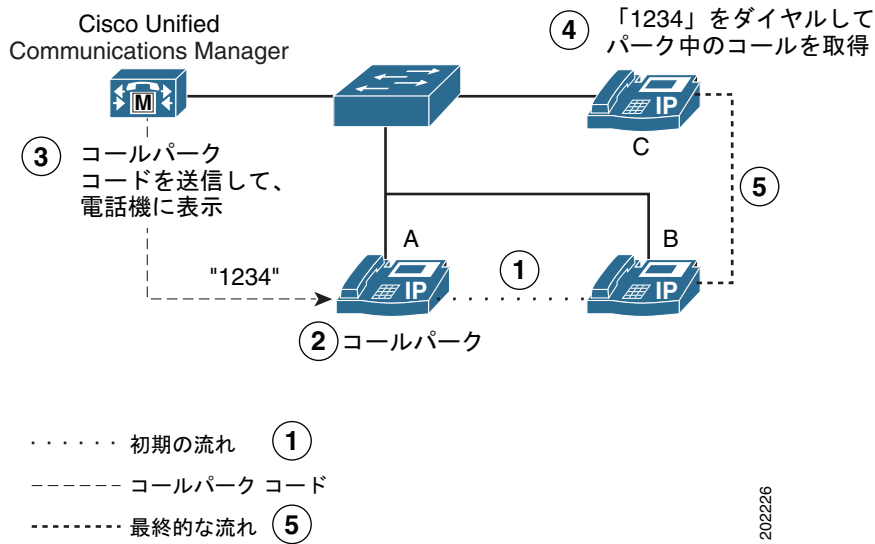 Cisco Unified
Communications Manager
M
4
「1234」をダイヤルして
パーク中のコールを取得
IP
C
3
コールパーク
コードを送信して、
電話機に表示
5
A
B
"1234"
1
IP
IP
2
コールパーク
初期の流れ 1
コールパーク コード
最終的な流れ 5
202226